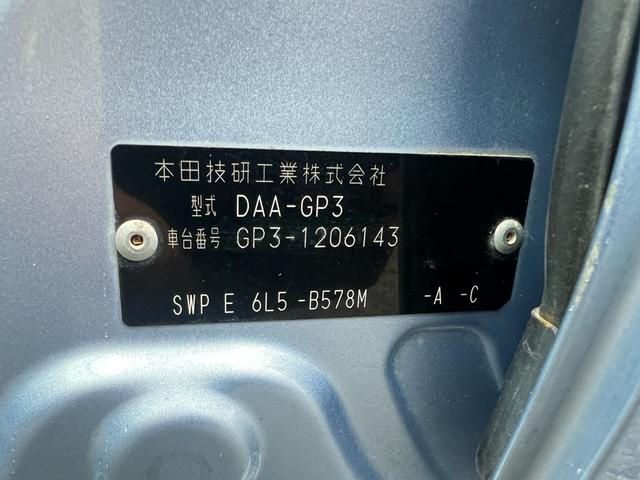 本田技研工業株式会社
型式 DAA-GP3
車台番号 GP3-1206143
SWP E 6L5 -B578M -A -C